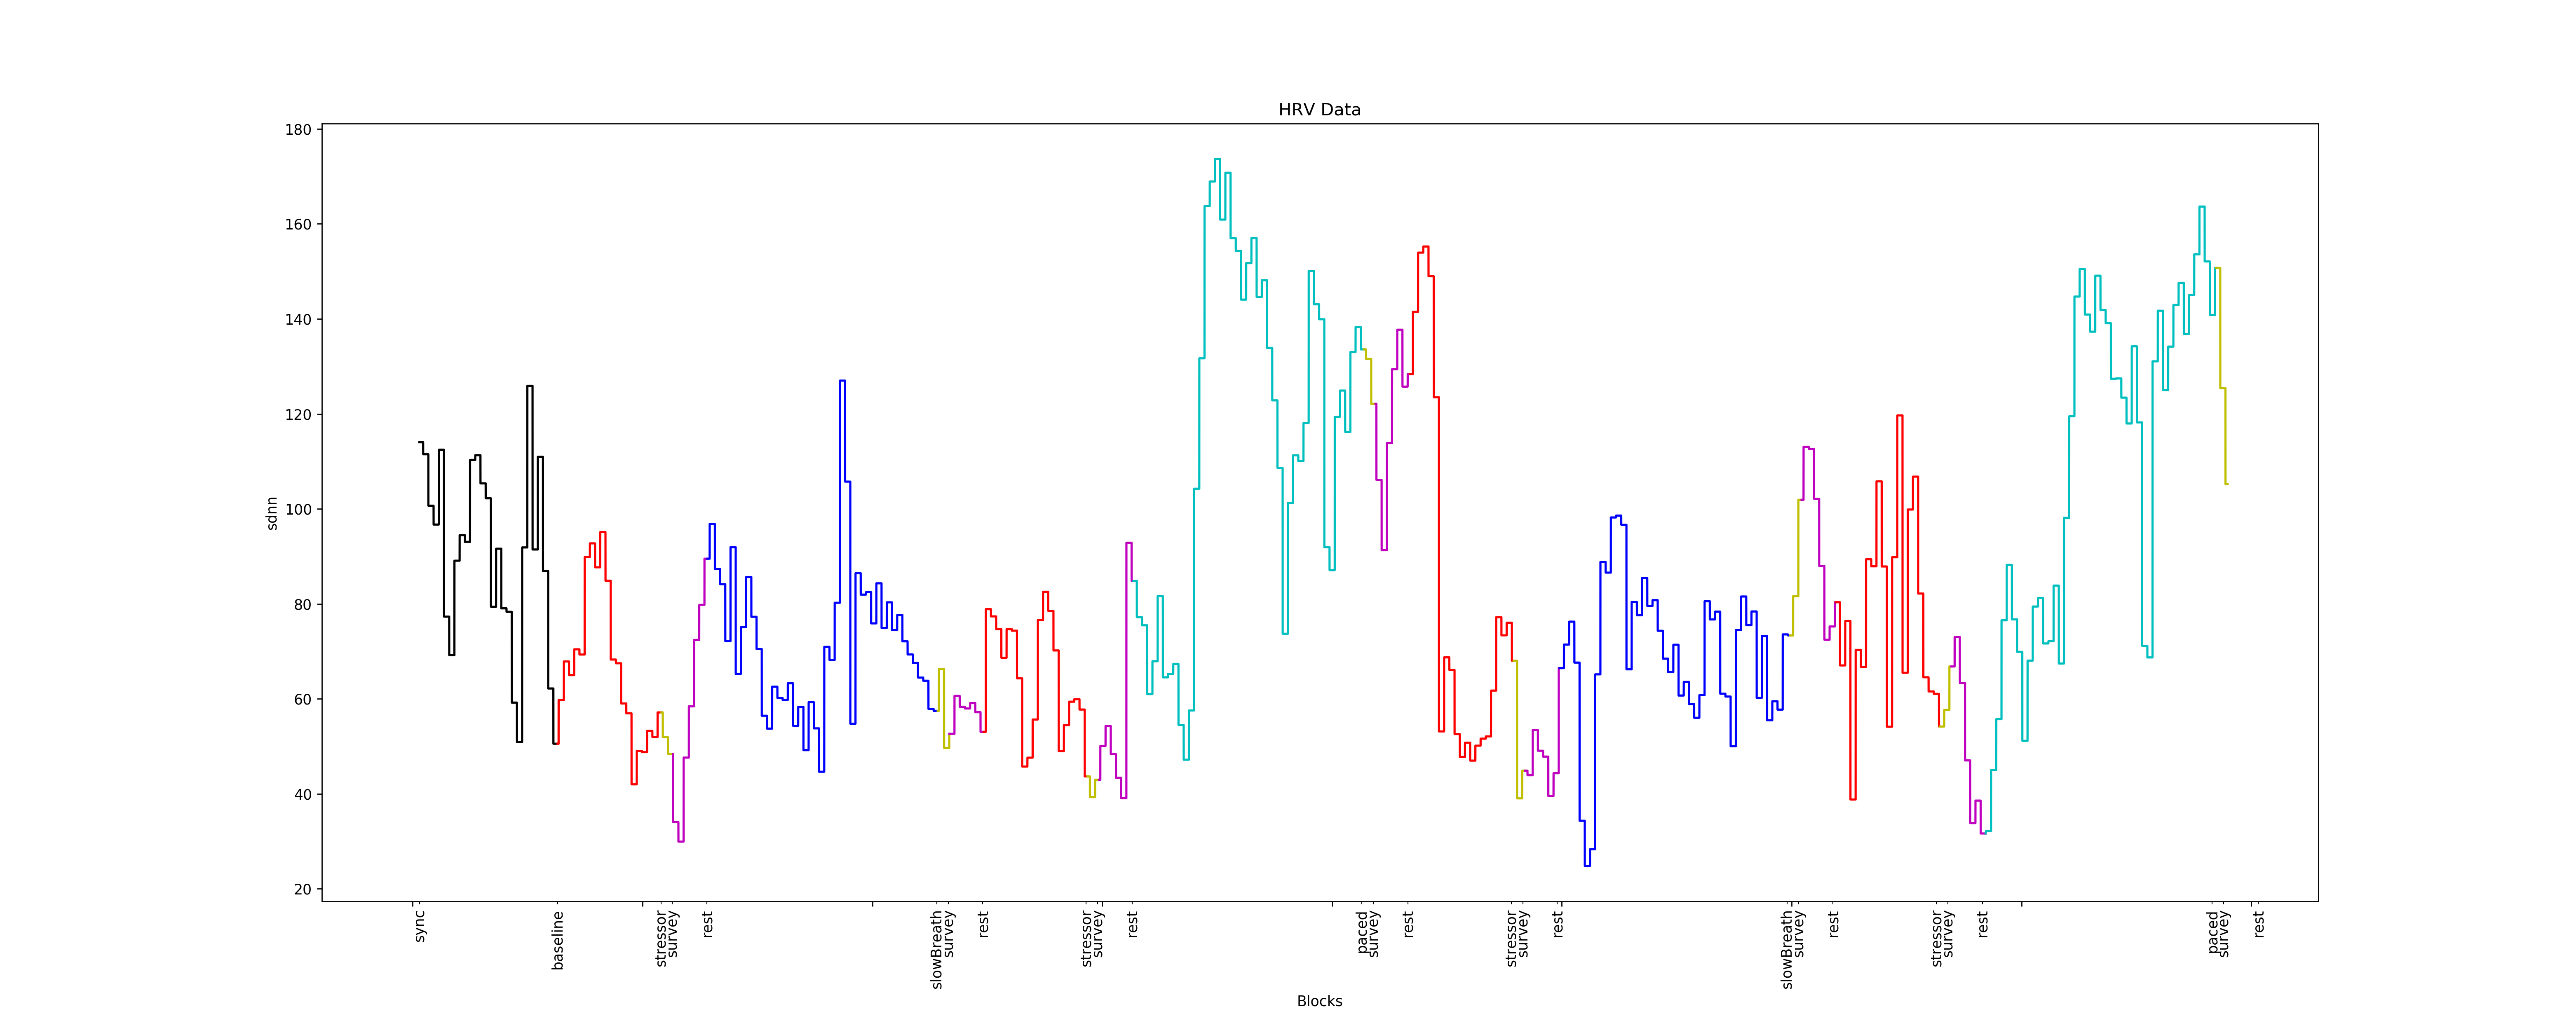 HRV Data
180
160
140
120
100
80
60
40
20
sdnn
sync
baseline
stressor
survey
rest
slowBreath
survey
rest
stressor
survey
rest
paced
survey
rest
stressor
survey
rest
slowBreath
survey
rest
stressor
survey
rest
paced
survey
rest
Blocks